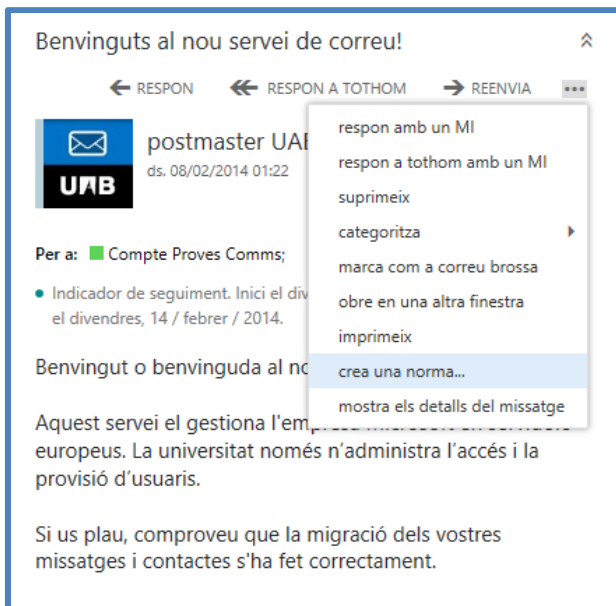 Benvinguts al nou servei de correu!
RESPON RESPON A TOTHOM REENVIA
postmaster UAB
ds. 08/02/2014 01:22
UAB
Per a: Compte Proves Comms;
Indicador de seguiment. Inici el
el divendres, 14 / febrer / 2014.
respon amb un MI
respon a tothom amb un MI
suprimeix
categoritza
marca com a correu brossa
obre en una altra finestra
imprimeix
crea una norma...
mostra els detalls del missatge
Benvingut o benvinguda al
Aquest servei el gestiona
europeus. La universitat només n’administra l’accés i la
provisió d’usuaris.
Si us plau, comproveu que la migració dels vostres
missatges i contactes s'ha fet correctament.